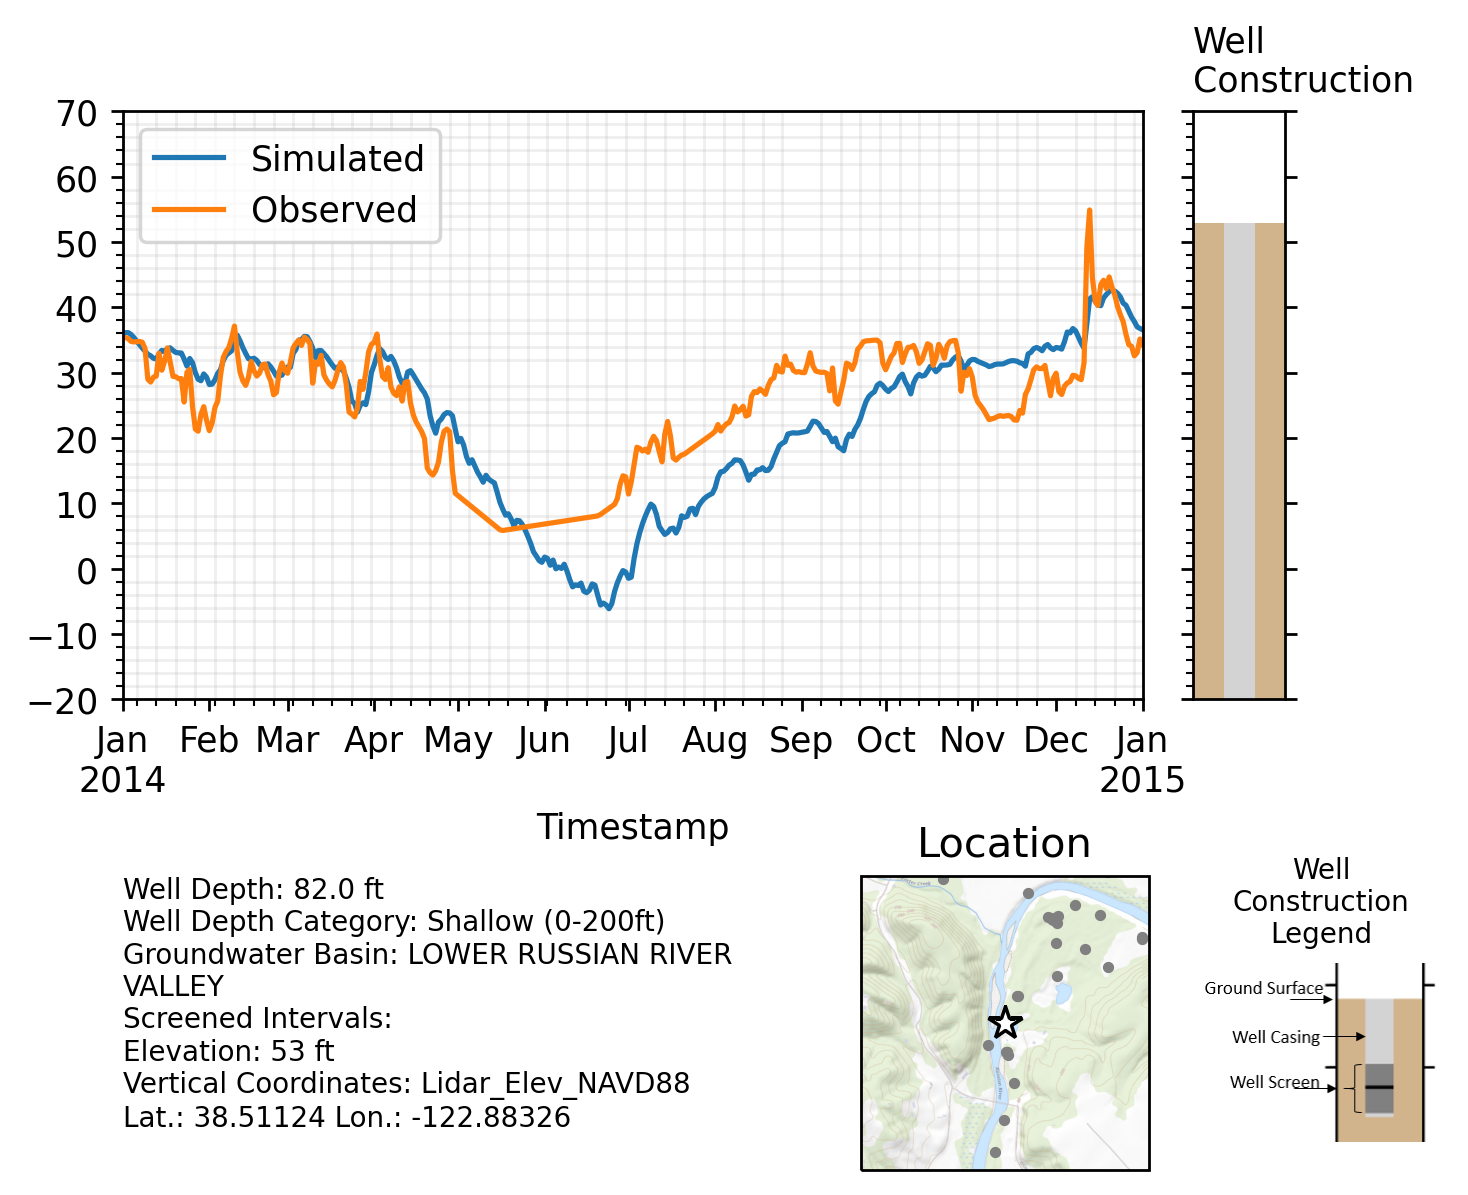 Well
Construction
70
60
50
40
30
20
10
0
−10
−20
Simulated
Observed
Jan Feb Mar Apr May Jun Jul Aug Sep Oct Nov Dec Jan
2014 2015
Timestamp
Well Depth: 82.0 ft
Well Depth Category: Shallow (0-200ft)
Groundwater Basin: LOWER RUSSIAN RIVER
VALLEY
Screened Intervals:
Elevation: 53 ft
Vertical Coordinates: Lidar_Elev_NAVD88
Lat.: 38.51124 Lon.: -122.88326
Location
Well
Construction
Legend
Ground Surface
Well Casing
Well Screen